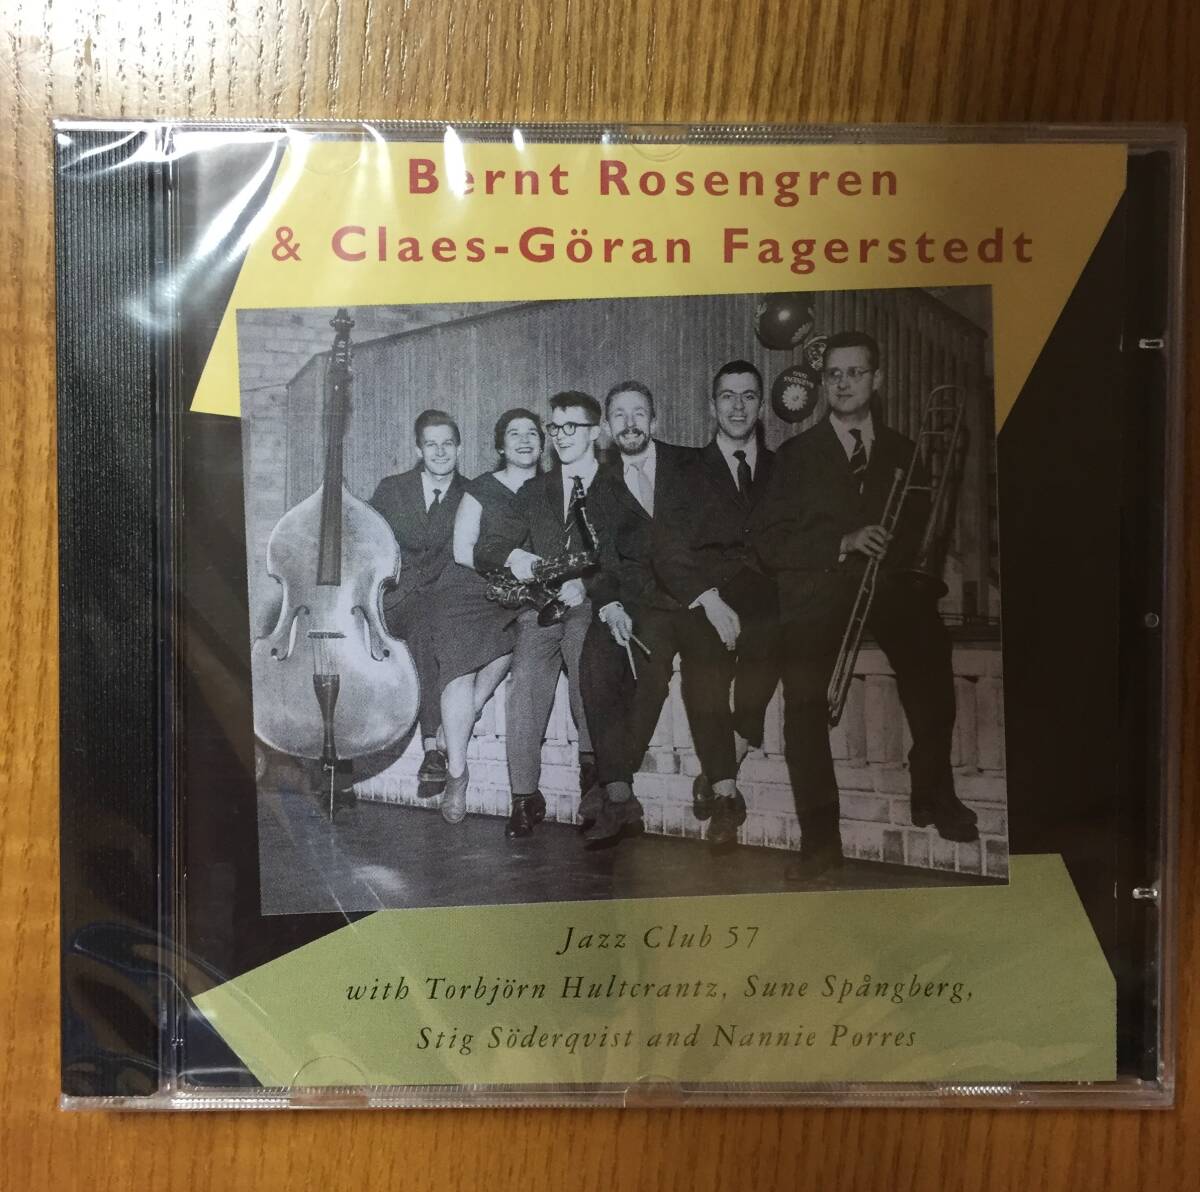 Bernt Rosengren
& Claes-Göran Fagerstedt
Jazz Club 57
with Torbjörn Hultcrantz, Sune Spångberg,
Stig Söderqvist and Nannie Porres